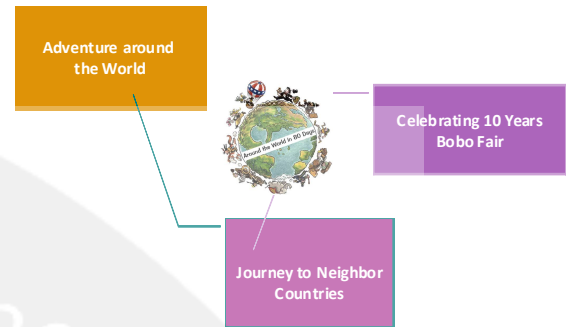 Adventure around
the World
Around the World in 80 Days
Celebrating 10 Years
Bobo Fair
Journey to Neighbor
Countries